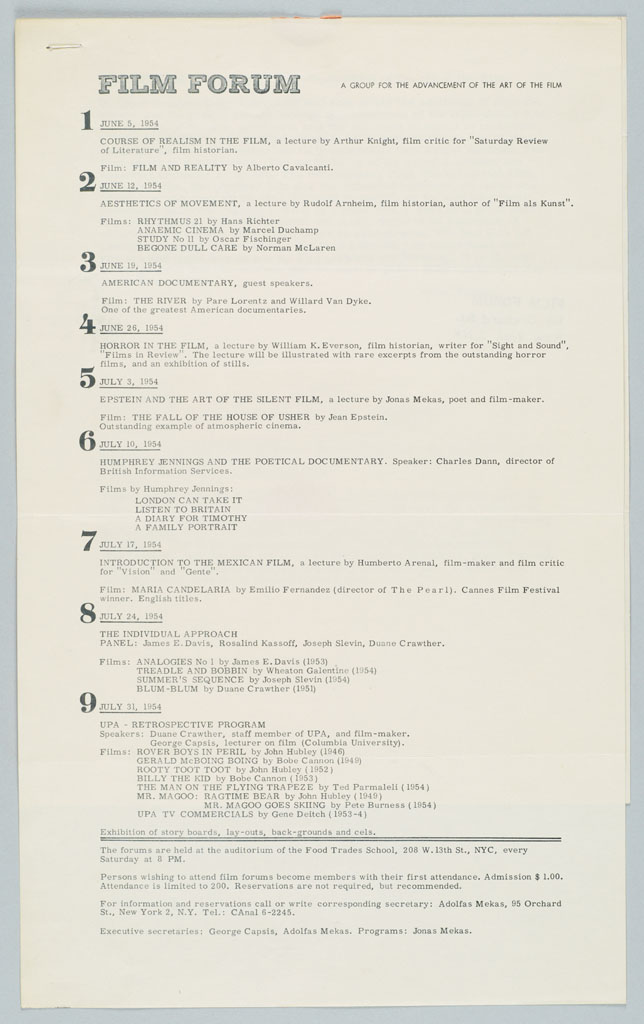 FILM FORUM
A GROUP FOR THE ADVANCEMENT OF THE ART OF THE FILM
1 JUNE 5, 1954
COURSE OF REALISM IN THE FILM, a lecture by Arthur Knight, film critic for "Saturday Review
of Literature", film historian.
Film: FILM AND REALITY by Alberto Cavalcanti.
2 JUNE 12, 1954
AESTHETICS OF MOVEMENT, a lecture by Rudolf Arnheim, film historian, author of "Film als Kunst".
Films: RHYTHMUS 21 by Hans Richter
ANAEMIC CINEMA by Marcel Duchamp
STUDY No 11 by Oscar Fischinger
BEGONE DULL CARE by Norman McLaren
3 JUNE 19, 1954
AMERICAN DOCUMENTARY, guest speakers.
Film: THE RIVER by Pare Lorentz and Willard Van Dyke.
One of the greatest American documentaries.
4 JUNE 26, 1954
HORROR IN THE FILM, a lecture by William K. Everson, film historian, writer for "Sight and Sound",
"Films in Review". The lecture will be illustrated with rare excerpts from the outstanding horror
films, and an exhibition of stills.
5 JULY 3, 1954
EPSTEIN AND THE ART OF THE SILENT FILM, a lecture by Jonas Mekas, poet and film-maker.
Film: THE FALL OF THE HOUSE OF USHER by Jean Epstein.
Outstanding example of atmospheric cinema.
6 JULY 10, 1954
HUMPHREY JENNINGS AND THE POETICAL DOCUMENTARY. Speaker: Charles Dann, director of
British Information Services.
Films by Humphrey Jennings:
LONDON CAN TAKE IT
LISTEN TO BRITAIN
A DIARY FOR TIMOTHY
A FAMILY PORTRAIT
7 JULY 17, 1954
INTRODUCTION TO THE MEXICAN FILM, a lecture by Humberto Arenal, film-maker and film critic
for "Vision" and "Gente".
Film: MARIA CANDELARIA by Emilio Fernandez (director of The Pearl). Cannes Film Festival
winner. English titles.
8 JULY 24, 1954
THE INDIVIDUAL APPROACH
PANEL: James E. Davis, Rosalind Kassoff, Joseph Slevin, Duane Crawther.
Films: ANALOGIES No 1 by James E. Davis (1953)
TREADLE AND BOBBIN by Wheaton Galentine (1954)
SUMMER'S SEQUENCE by Joseph Slevin (1954)
BLUM-BLUM by Duane Crawther (1951)
9 JULY 31, 1954
UPA - RETROSPECTIVE PROGRAM
Speakers: Duane Crawther, staff member of UPA, and film-maker.
George Capsis, lecturer on film (Columbia University).
Films: ROVER BOYS IN PERIL by John Hubley (1946)
GERALD McBOING BOING by Bobe Cannon (1949)
ROOTY TOOT TOOT by John Hubley (1952)
BILLY THE KID by Bobe Cannon (1953)
THE MAN ON THE FLYING TRAPEZE by Ted Parmaleli (1954)
MR. MAGOO: RAGTIME BEAR by John Hubley (1949)
MR. MAGOO GOES SKIING by Pete Burness (1954)
UPA TV COMMERCIALS by Gene Deitch (1953-4)
Exhibition of story boards, lay-outs, back-grounds and cels.
The forums are held at the auditorium of the Food Trades School, 208 W. 13th St., NYC, every
Saturday at 8 PM.
Persons wishing to attend film forums become members with their first attendance. Admission $ 1.00.
Attendance is limited to 200. Reservations are not required, but recommended.
For information and reservations call or write corresponding secretary: Adolfas Mekas, 95 Orchard
St., New York 2, N.Y. Tel.: CAnal 6-2245.
Executive secretaries: George Capsis, Adolfas Mekas. Programs: Jonas Mekas.